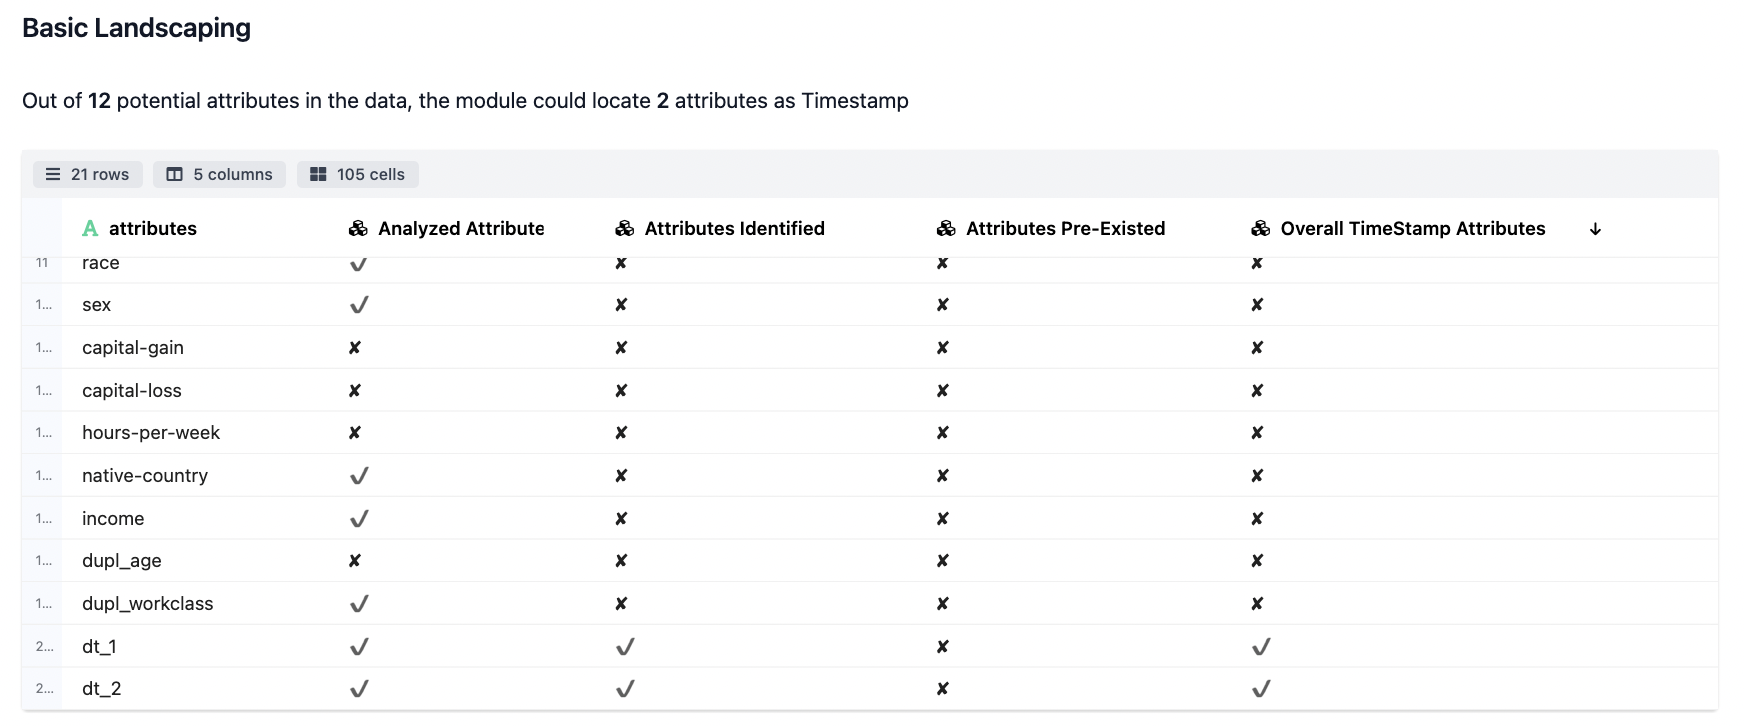 Basic Landscaping
Out of 12 potential attributes in the data, the module could locate 2 attributes as Timestamp
21 rows 5 columns 105 cells
attributes Analyzed Attribute Attributes Identified Attributes Pre-Existed Overall TimeStamp Attributes ↓
11 race ✔ ✘ ✘ ✘
1... sex ✔ ✘ ✘ ✘
1... capital-gain ✘ ✘ ✘ ✘
1... capital-loss ✘ ✘ ✘ ✘
1... hours-per-week ✘ ✘ ✘ ✘
1... native-country ✔ ✘ ✘ ✘
1... income ✔ ✘ ✘ ✘
1... dupl_age ✘ ✘ ✘ ✘
1... dupl_workclass ✔ ✘ ✘ ✘
2... dt_1 ✔ ✔ ✘ ✔
2... dt_2 ✔ ✔ ✘ ✔